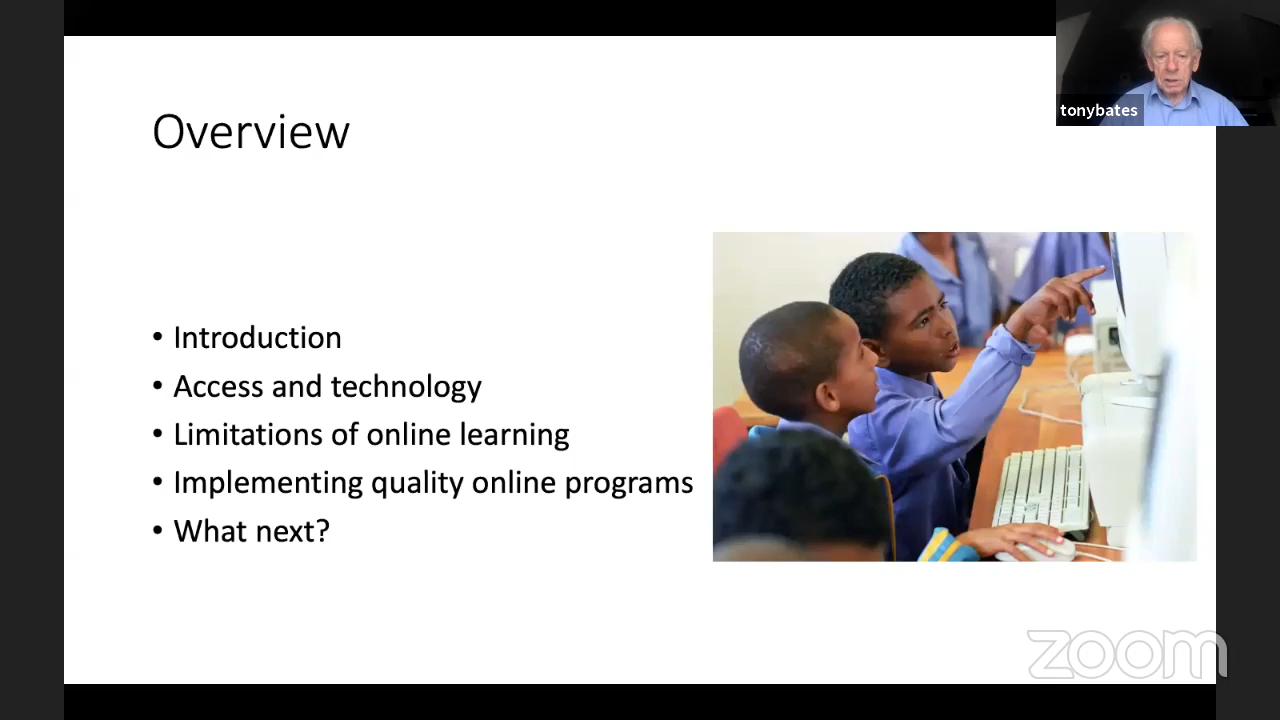 tonybates
Overview
• Introduction
• Access and technology
• Limitations of online learning
• Implementing quality online programs
• What next?
zoom